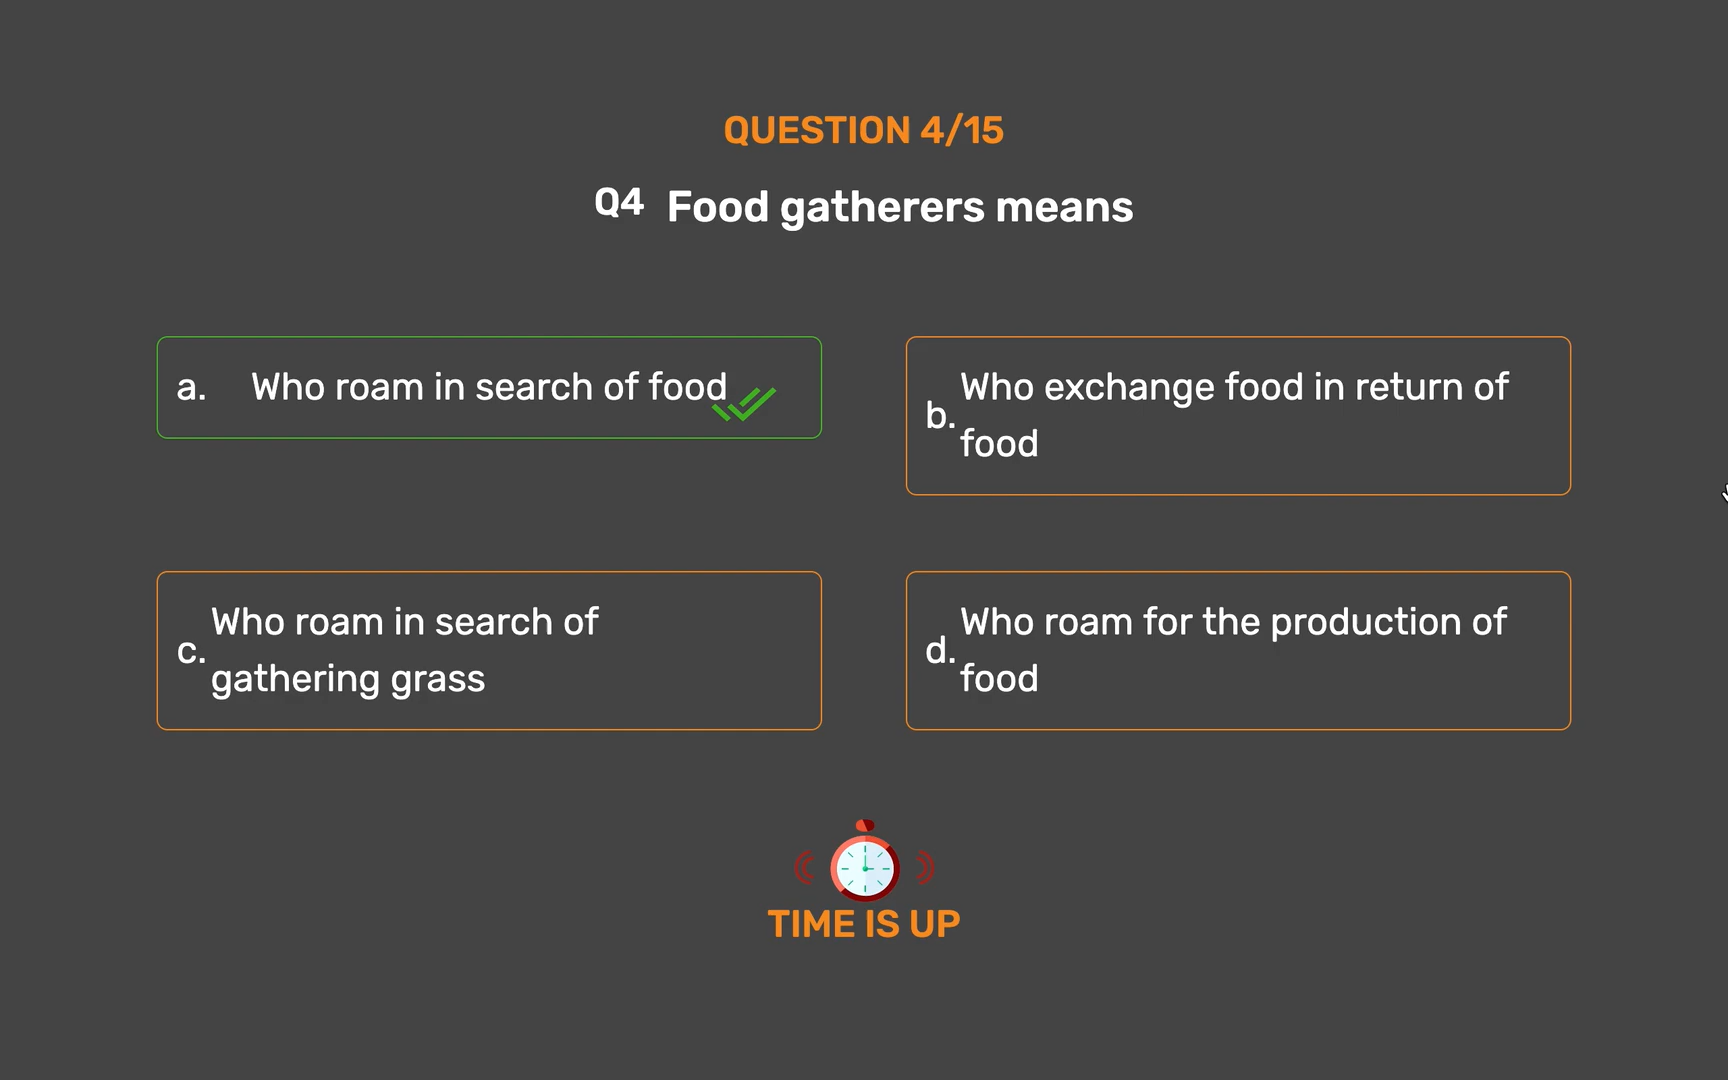 QUESTION 4/15
Q4 Food gatherers means
a. Who roam in search of food
b. Who exchange food in return of
food
c. Who roam in search of
gathering grass
d. Who roam for the production of
food
TIME IS UP